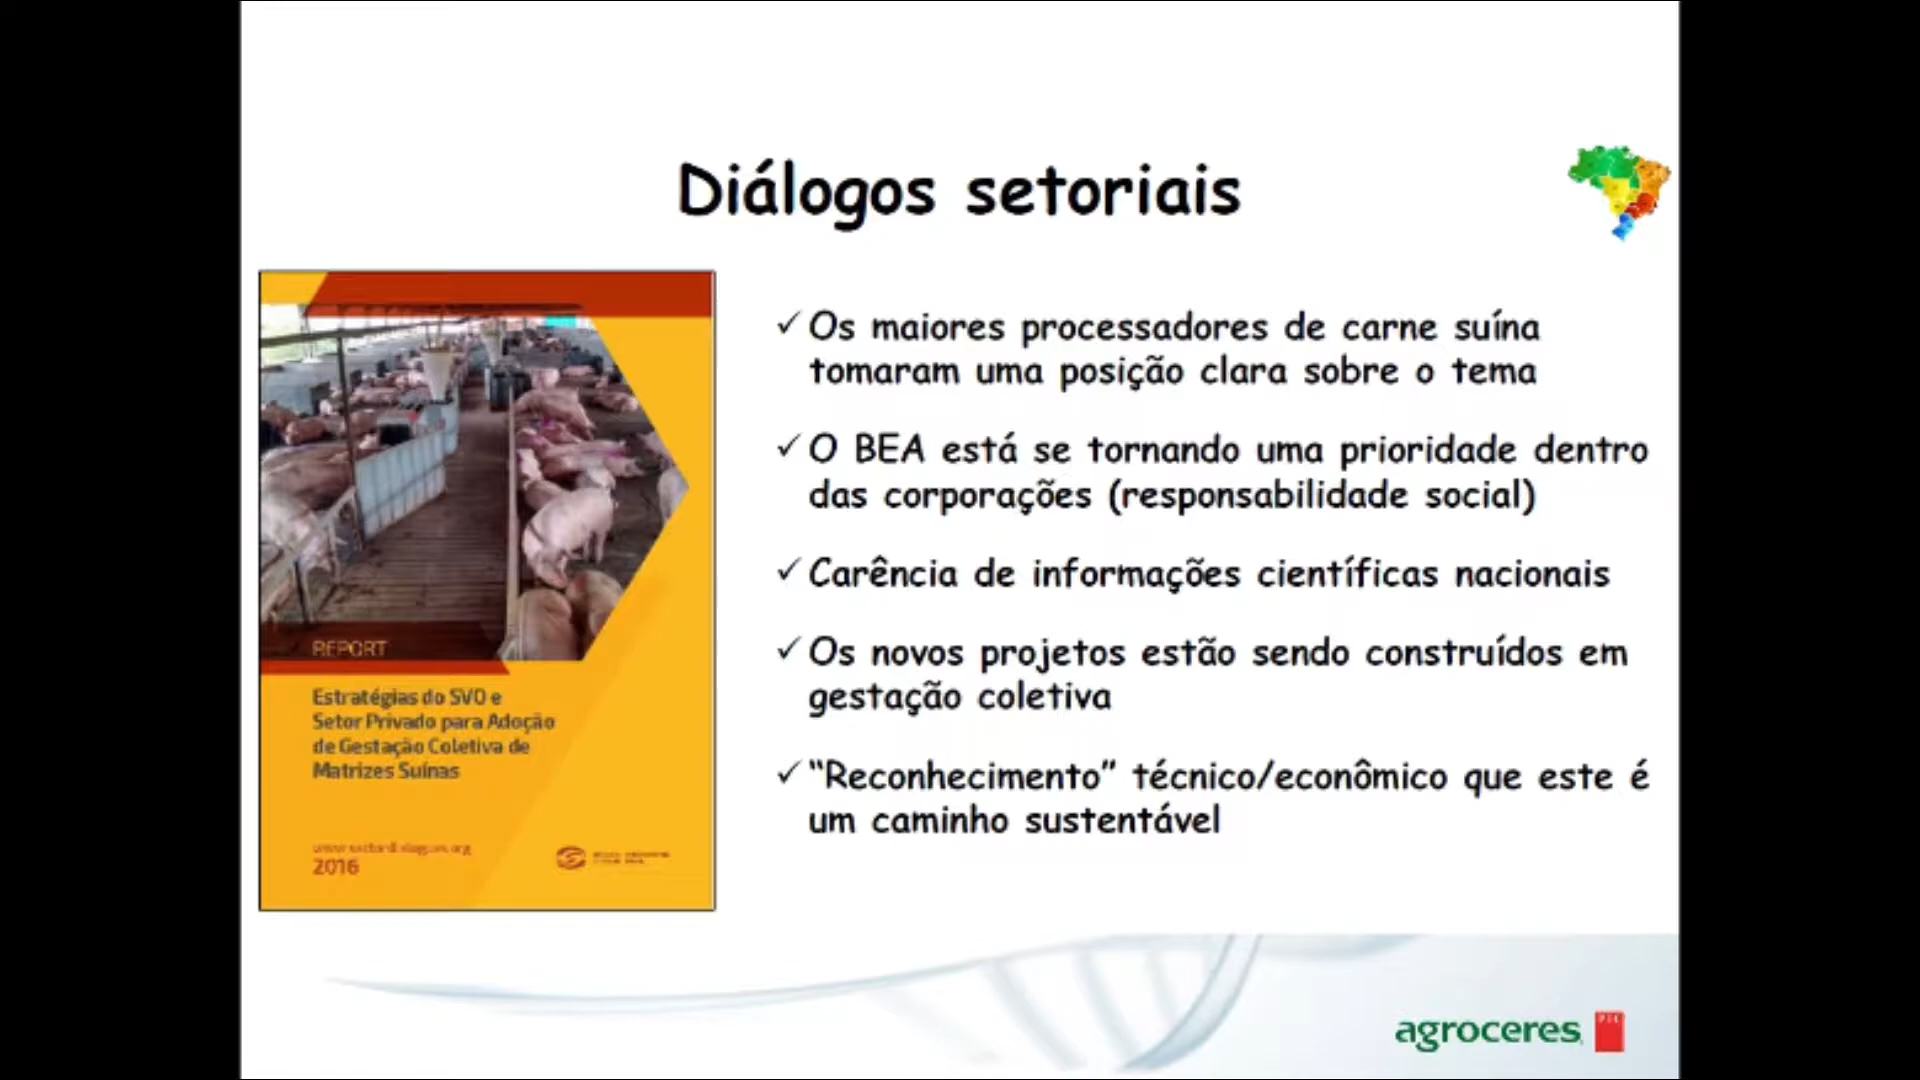 Diálogos setoriais
✓ Os maiores processadores de carne suína
tomaram uma posição clara sobre o tema
✓ O BEA está se tornando uma prioridade dentro
das corporações (responsabilidade social)
✓ Carência de informações científicas nacionais
✓ Os novos projetos estão sendo construídos em
gestação coletiva
✓ “Reconhecimento” técnico/econômico que este é
um caminho sustentável
REPORT
Estratégias do SVO e
Setor Privado para Adoção
de Gestação Coletiva de
Matrizes Suínas
2016
agroceres
PIC